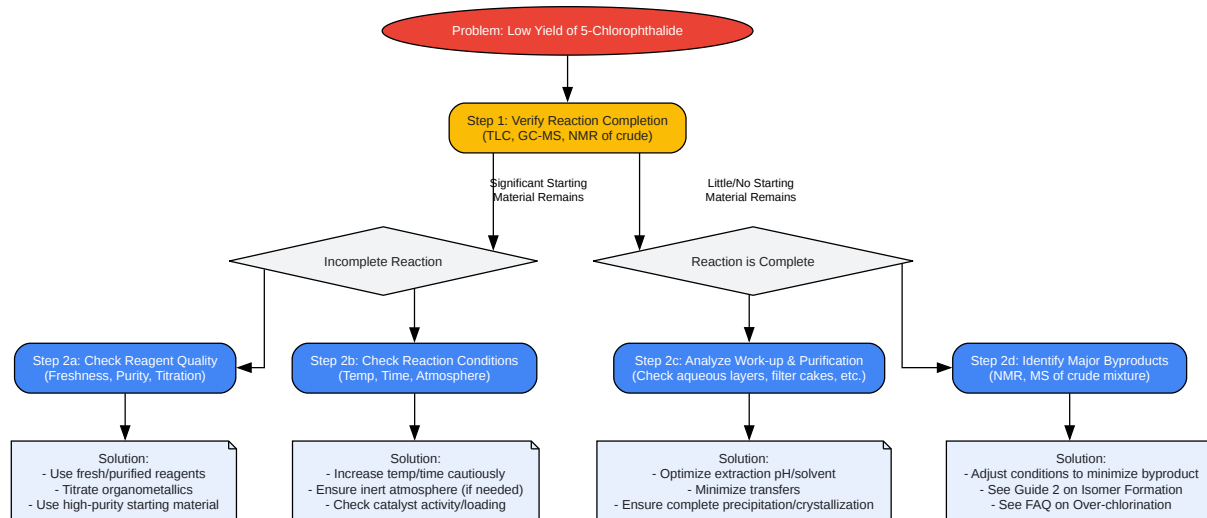 Problem: Low Yield of 5-Chlorophthalide
Step 1: Verify Reaction Completion
(TLC, GC-MS, NMR of crude)
Significant Starting
Material Remains
Little/No Starting
Material Remains
Incomplete Reaction
Reaction is Complete
Step 2a: Check Reagent Quality
(Freshness, Purity, Titration)
Step 2b: Check Reaction Conditions
(Temp, Time, Atmosphere)
Step 2c: Analyze Work-up & Purification
(Check aqueous layers, filter cakes, etc.)
Step 2d: Identify Major Byproducts
(NMR, MS of crude mixture)
Solution:
- Use fresh/purified reagents
- Titrate organometallics
- Use high-purity starting material
Solution:
- Increase temp/time cautiously
- Ensure inert atmosphere (if needed)
- Check catalyst activity/loading
Solution:
- Optimize extraction pH/solvent
- Minimize transfers
- Ensure complete precipitation/crystallization
Solution:
- Adjust conditions to minimize byproduct
- See Guide 2 on Isomer Formation
- See FAQ on Over-chlorination